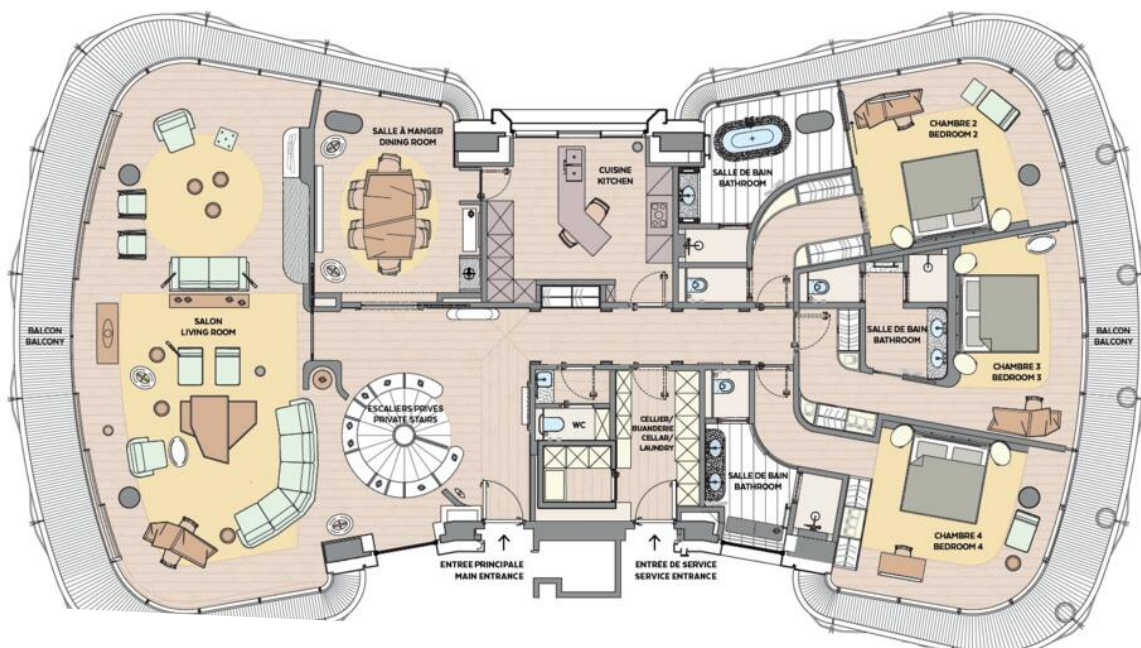 SALLE À MANGER
DINING ROOM
CUISINE
KITCHEN
SALLE DE BAIN
BATHROOM
CHAMBRE 2
BEDROOM 2
SALON
LIVING ROOM
BALCON
BALCONY
SALLE DE BAIN
BATHROOM
BALCON
BALCONY
CHAMBRE 3
BEDROOM 3
ESCALIERS PRIVÉS
PRIVATE STAIRS
WC
CELLIER/
BUANDERIE
CELLAR/
LAUNDRY
SALLE DE BAIN
BATHROOM
CHAMBRE 4
BEDROOM 4
ENTRÉE PRINCIPALE
MAIN ENTRANCE
ENTRÉE DE SERVICE
SERVICE ENTRANCE